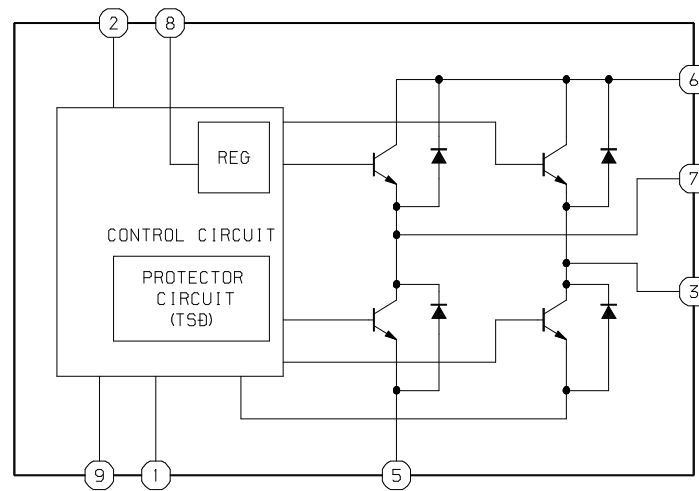 2
8
6
REG
7
CONTROL CIRCUIT
PROTECTOR
CIRCUIT
(TSD)
3
9
1
5